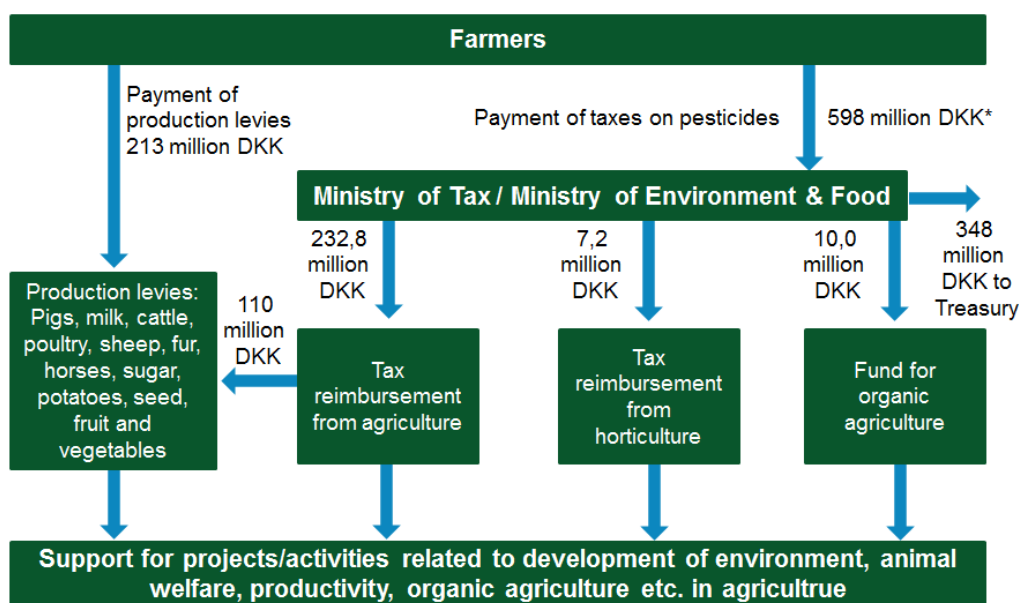 Farmers
Payment of
production levies
213 million DKK
Payment of taxes on pesticides
598 million DKK*
Ministry of Tax / Ministry of Environment & Food
232,8
million
DKK
7,2
million
DKK
10,0
million
DKK
348
million
DKK to
Treasury
Production levies:
Pigs, milk, cattle,
poultry, sheep, fur,
horses, sugar,
potatoes, seed,
fruit and
vegetables
110
million
DKK
Tax
reimbursement
from agriculture
Tax
reimbursement
from
horticulture
Fund for
organic
agriculture
Support for projects/activities related to development of environment, animal
welfare, productivity, organic agriculture etc. in agricultrue